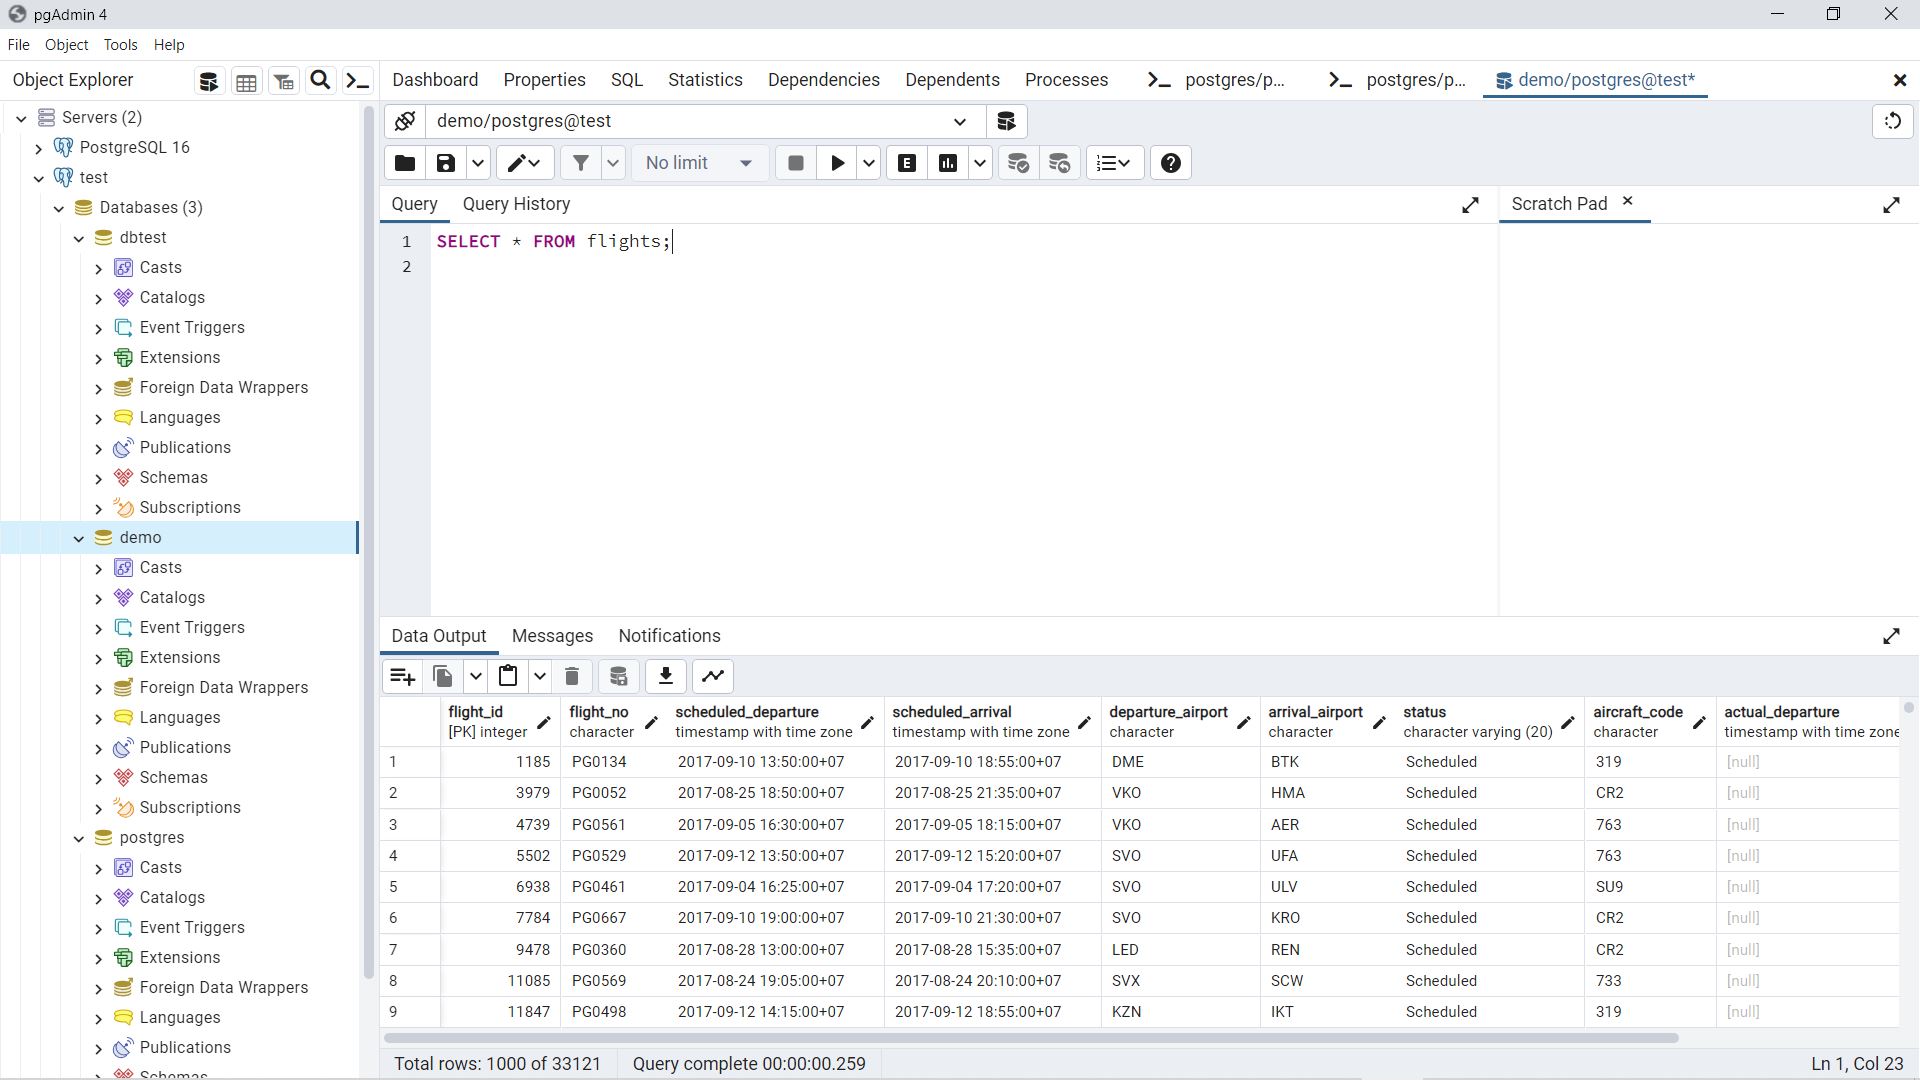 pgAdmin 4
File Object Tools Help
Object Explorer
Dashboard Properties SQL Statistics Dependencies Dependents Processes postgres/p... postgres/p... demo/postgres@test*
Servers (2)
PostgreSQL 16
test
Databases (3)
dbtest
Casts
Catalogs
Event Triggers
Extensions
Foreign Data Wrappers
Languages
Publications
Schemas
Subscriptions
demo
Casts
Catalogs
Event Triggers
Extensions
Foreign Data Wrappers
Languages
Publications
Schemas
Subscriptions
postgres
Casts
Catalogs
Event Triggers
Extensions
Foreign Data Wrappers
Languages
Publications
Schemas
demo/postgres@test
No limit
E
Query Query History
Scratch Pad
1 SELECT * FROM flights;
2
Data Output Messages Notifications
flight_id flight_no scheduled_departure scheduled_arrival departure_airport arrival_airport status aircraft_code actual_departure
[PK] integer character timestamp with time zone timestamp with time zone character character character varying (20) character timestamp with time zone
1 1185 PG0134 2017-09-10 13:50:00+07 2017-09-10 18:55:00+07 DME BTK Scheduled 319 [null]
2 3979 PG0052 2017-08-25 18:50:00+07 2017-08-25 21:35:00+07 VKO HMA Scheduled CR2 [null]
3 4739 PG0561 2017-09-05 16:30:00+07 2017-09-05 18:15:00+07 VKO AER Scheduled 763 [null]
4 5502 PG0529 2017-09-12 13:50:00+07 2017-09-12 15:20:00+07 SVO UFA Scheduled 763 [null]
5 6938 PG0461 2017-09-04 16:25:00+07 2017-09-04 17:20:00+07 SVO ULV Scheduled SU9 [null]
6 7784 PG0667 2017-09-10 19:00:00+07 2017-09-10 21:30:00+07 SVO KRO Scheduled CR2 [null]
7 9478 PG0360 2017-08-28 13:00:00+07 2017-08-28 15:35:00+07 LED REN Scheduled CR2 [null]
8 11085 PG0569 2017-08-24 19:05:00+07 2017-08-24 20:10:00+07 SVX SCW Scheduled 733 [null]
9 11847 PG0498 2017-09-12 14:15:00+07 2017-09-12 18:55:00+07 KZN IKT Scheduled 319 [null]
Total rows: 1000 of 33121 Query complete 00:00:00.259 Ln 1, Col 23